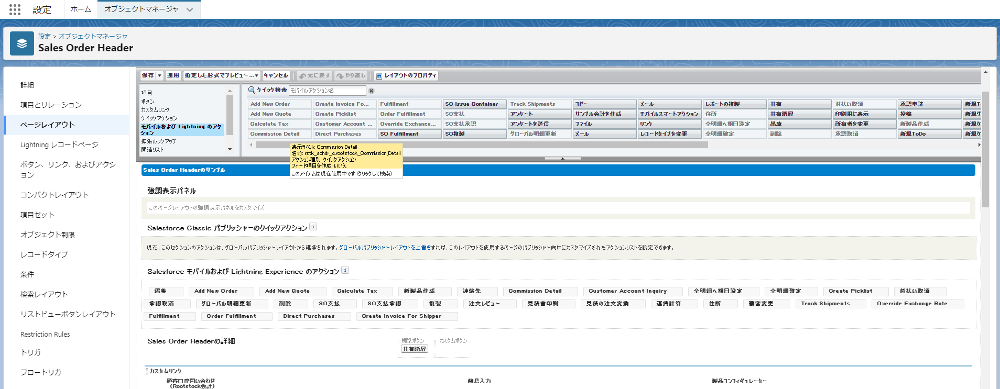 設定 ホーム オブジェクトマネージャ
設定 > オブジェクトマネージャ
Sales Order Header
詳細
項目とリレーション
ページレイアウト
Lightning レコードページ
ボタン、リンク、およびアクション
コンパクトレイアウト
項目セット
オブジェクト制限
レコードタイプ
条件
検索レイアウト
リストビューボタンレイアウト
Restriction Rules
トリガ
フロートリガ
保存 適用 指定した形式でプレビュー... キャンセル 元に戻す やり直し レイアウトのプロパティ
項目
ボタン
カスタムリンク
クイックアクション
モバイルおよび Lightning のアクション
拡張ルックアップ
関連リスト
クイック検索 モバイルアクション名
Add New Order Create Invoice Fo... Fulfillment SO Issue Container Track Shipments コピー メール レポートの複製 共有 前払い取消 承認申請 新規To
Add New Quote Create Picklist Order Fulfillment SO支払 アンケート サンプル会計を作成 モバイルスマートアクション 住所 共有階層 印刷用に表示 投稿 新規グ
Calculate Tax Customer Account ... Override Exchange... SO支払承認 アンケートを送信 ファイル リンク 全明細へ期日設定 出庫 所有者を変更 新製品作成 新規ケ
Commission Detail Direct Purchases SO Fulfillment SO複製 グローバル明細更新 メール レコードタイプを変更 全明細確定 削除 承認取消 新規ToDo 新規ケ
表示ラベル: Commission Detail
名前: rstk_sohdr_c.rootstock_Commission_Detail
アクション種別: クイックアクション
フィード項目を作成: いいえ
このアイテムは現在使用中です (クリックして検索)
Sales Order Headerのサンプル
強調表示パネル
このページレイアウトの強調表示パネルをカスタマイズ...
Salesforce Classic パブリッシャーのクイックアクション i
現在、このセクションのアクションは、グローバルパブリッシャーレイアウトから継承されます。グローバルパブリッシャーレイアウトを上書きすれば、このレイアウトを使用するページのパブリッシャー向けにカスタマイズされたアクションリストを設定できます。
Salesforce モバイルおよび Lightning Experience のアクション i
編集 Add New Order Add New Quote Calculate Tax 新製品作成 連絡先 Commission Detail Customer Account Inquiry 全明細へ期日設定 全明細確定 Create Picklist 前払い取消
承認取消 グローバル明細更新 削除 SO支払 SO支払承認 複製 注文レビュー 見積書印刷 見積の注文変換 運賃計算 住所 顧客変更 Track Shipments Override Exchange Rate
Fulfillment Order Fulfillment Direct Purchases Create Invoice For Shipper
Sales Order Headerの詳細
標準ボタン カスタムボタン
共有階層
カスタムリンク
顧客口座問い合わせ 簡易入力 製品コンフィギュレーター
(Rootstock会計)